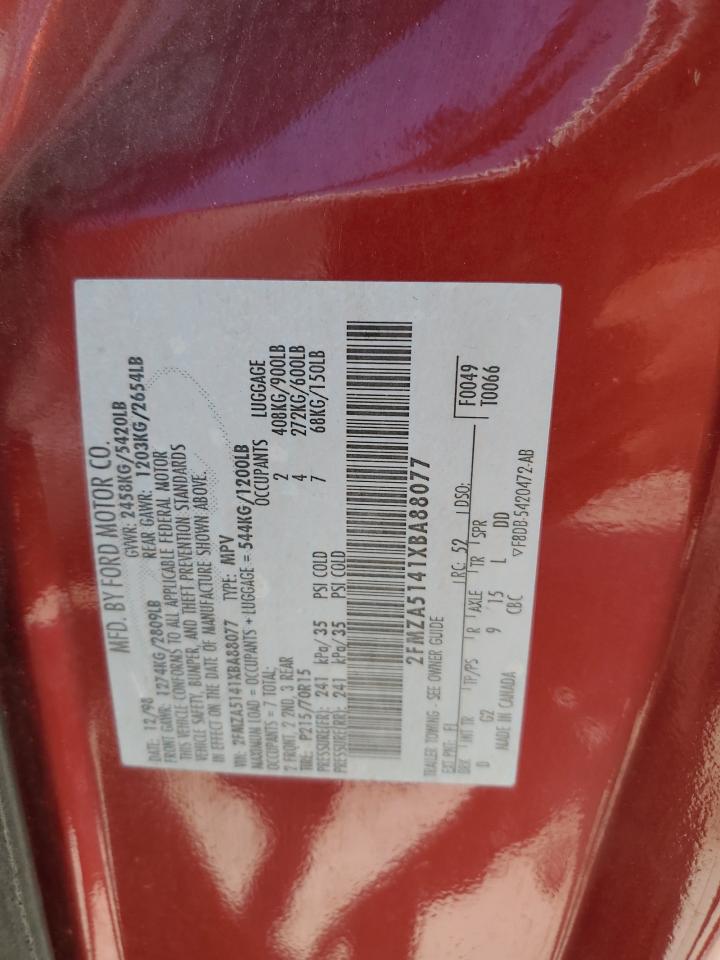 MFD. BY FORD MOTOR CO.
DATE: 12/98 GVWR: 2458KG/5420LB
FRONT GAWR: 1274KG/2809LB REAR GAWR: 1203KG/2654LB
THIS VEHICLE CONFORMS TO ALL APPLICABLE FEDERAL MOTOR
VEHICLE SAFETY, BUMPER, AND THEFT PREVENTION STANDARDS
IN EFFECT ON THE DATE OF MANUFACTURE SHOWN ABOVE.
VIN: 2FMZA5141XBA88077 TYPE: MPV
MAXIMUM LOAD = OCCUPANTS + LUGGAGE = 544KG/1200LB
OCCUPANTS = 7 TOTAL: OCCUPANTS LUGGAGE
2 FRONT, 2 2ND, 3 REAR 2 408KG/900LB
TIRE: P215/70R15 4 272KG/600LB
PRESSURE(FR): 241 kPa/ 35 PSI COLD 7 68KG/150LB
PRESSURE(RR): 241 kPa/ 35 PSI COLD
2FMZA5141XBA88077
TRAILER TOWING - SEE OWNER GUIDE
EXT PNT: FL RC: 52 DSO: F0049
INT TR TP/PS R AXLE TR SPR T0066
D G2 9 15 L DD
MADE IN CANADA CBC ▽F8DB-5420472-AB